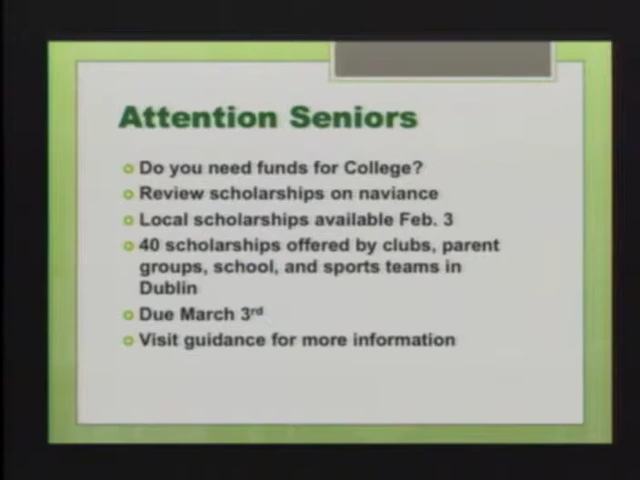 Attention Seniors
Do you need funds for College?
Review scholarships on naviance
Local scholarships available Feb. 3
40 scholarships offered by clubs, parent
groups, school, and sports teams in
Dublin
Due March 3rd
Visit guidance for more information